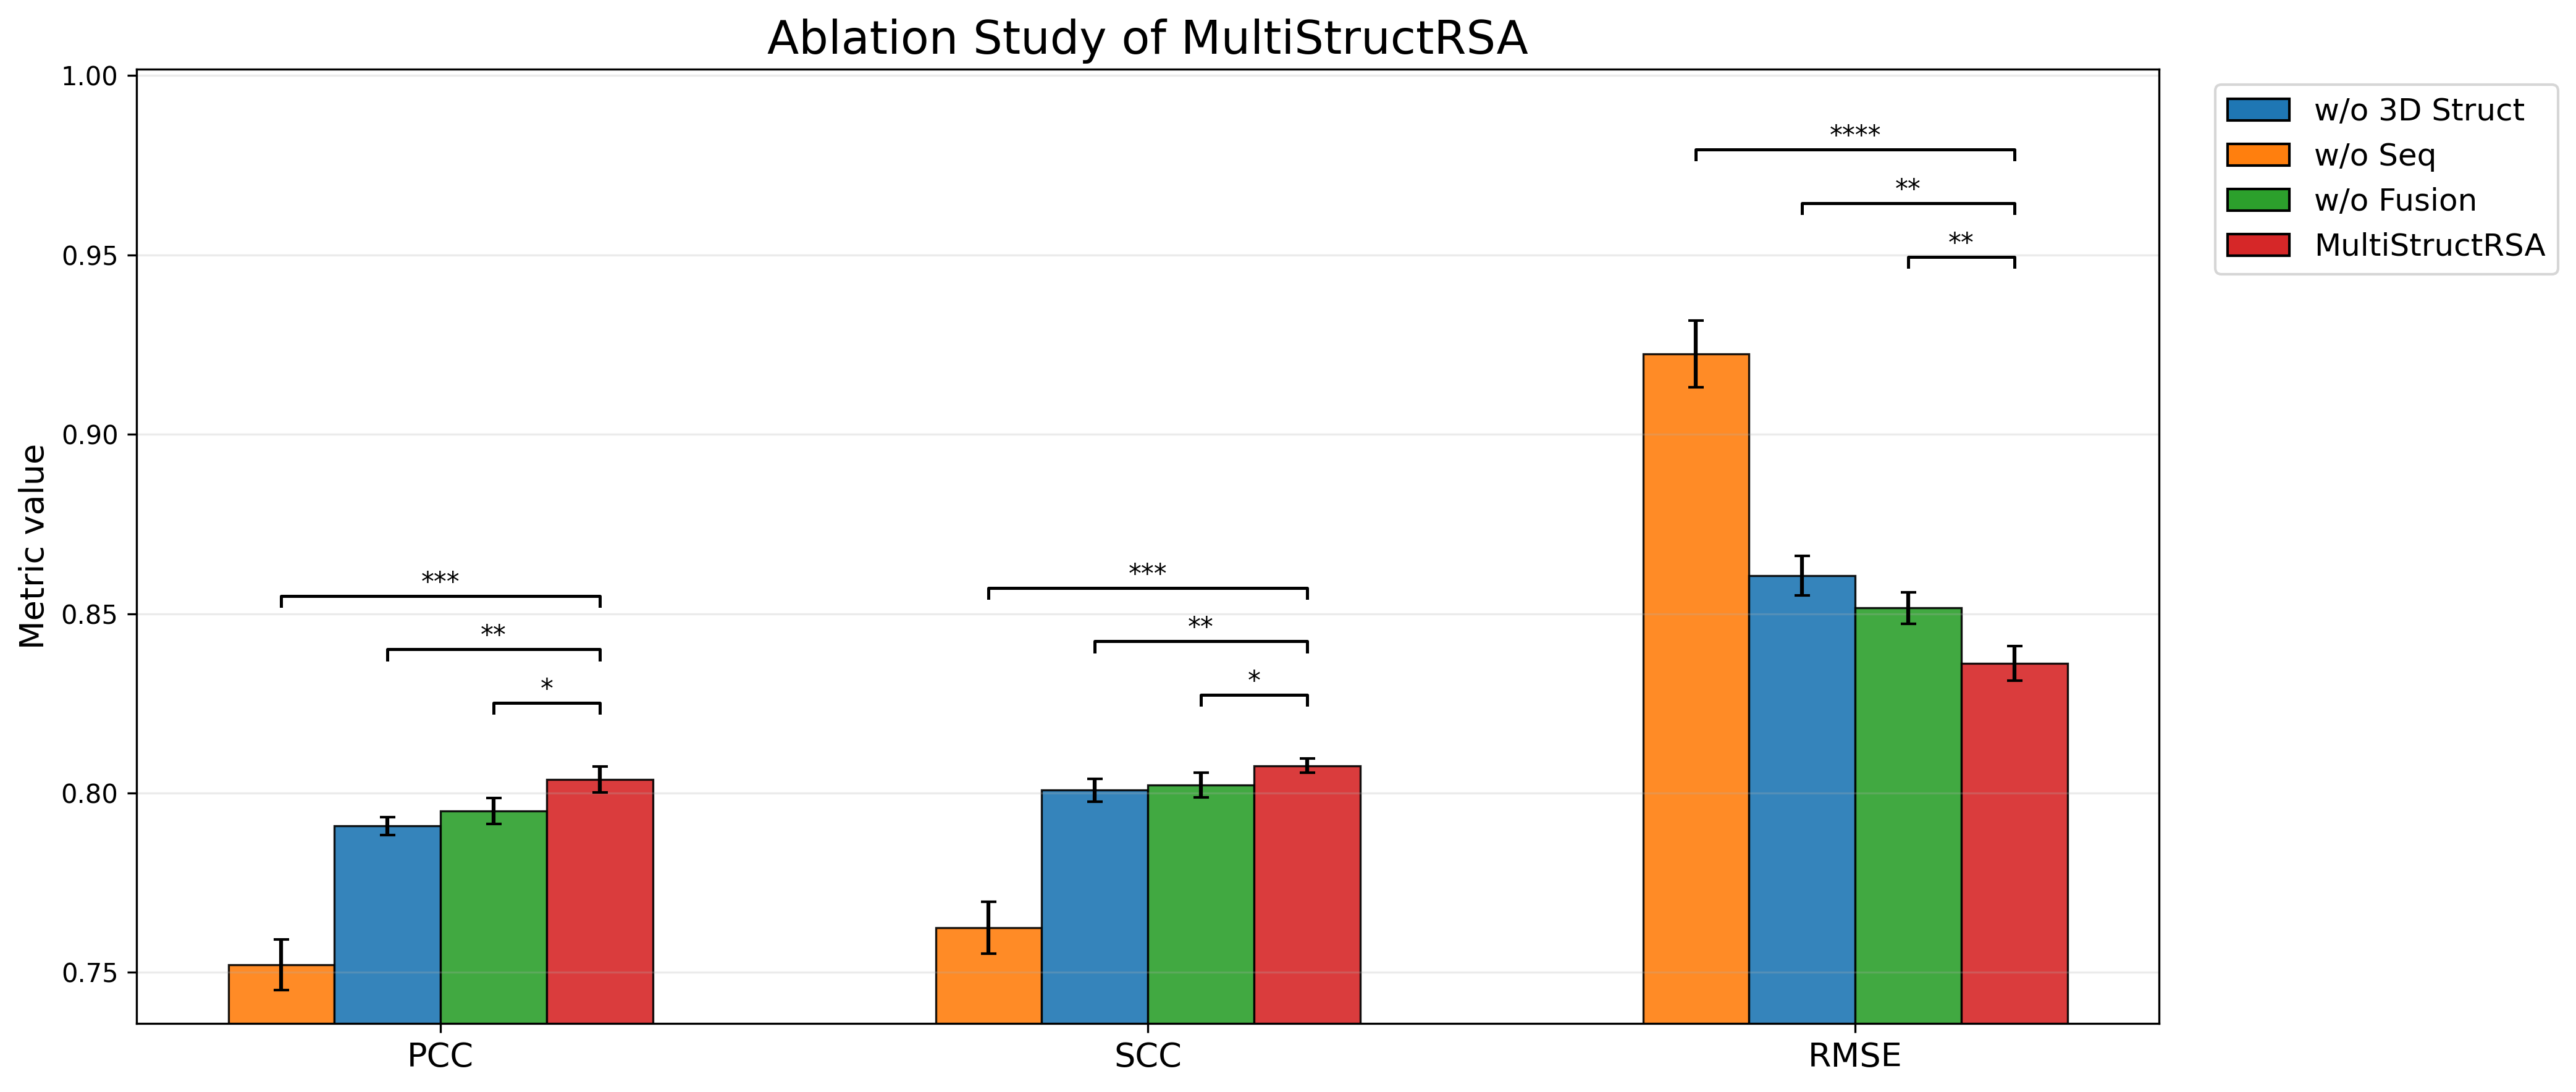 Ablation Study of MultiStructRSA
Metric value
1.00
0.95
0.90
0.85
0.80
0.75
***
**
*
***
**
*
****
**
**
PCC
SCC
RMSE
w/o 3D Struct
w/o Seq
w/o Fusion
MultiStructRSA